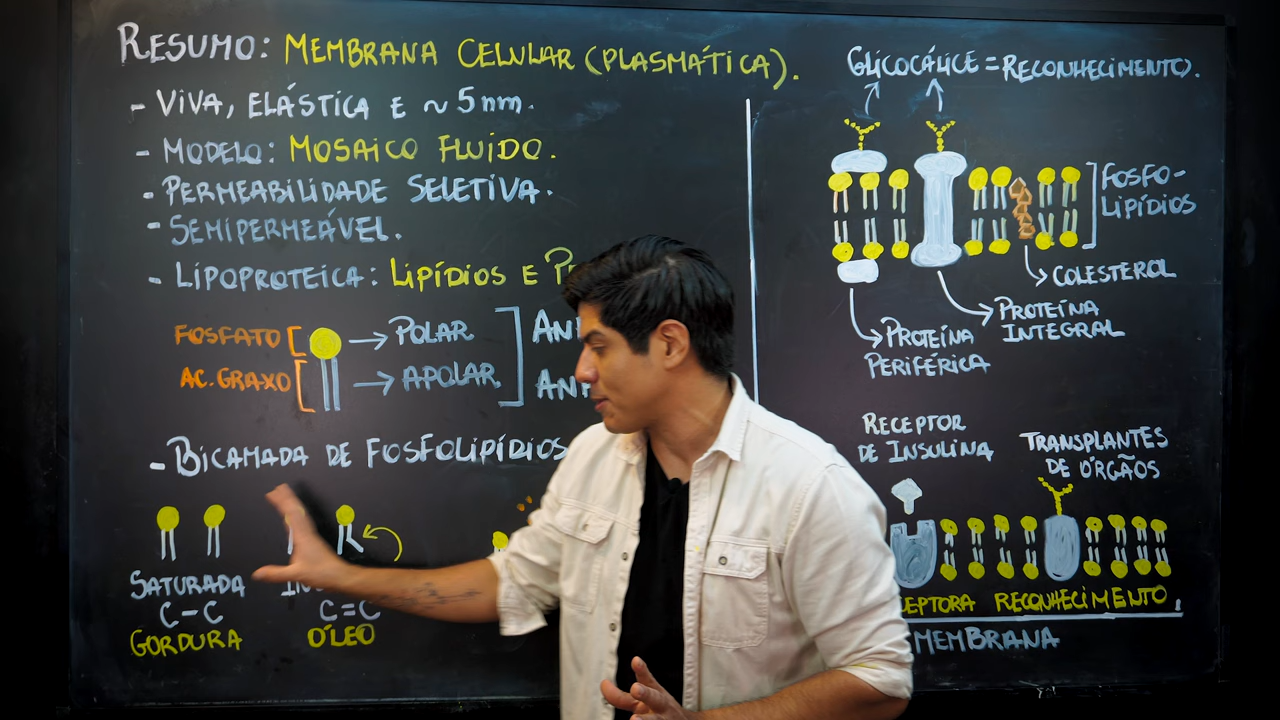 RESUMO: MEMBRANA CELULAR (PLASMÁTICA).
- VIVA, ELÁSTICA E ~ 5 nm.
- MODELO: MOSAICO FLUÍDO.
- PERMEABILIDADE SELETIVA.
- SEMIPERMEÁVEL.
- LIPOPROTEICA: LIPÍDIOS E
FOSFATO → POLAR
AC. GRAXO → APOLAR
- BICAMADA DE FOSFOLIPÍDIOS
SATURADA
C-C C=C
GORDURA ÓLEO
GLICOCÁLICE = RECONHECIMENTO.
FOSFO-
LIPÍDIOS
COLESTEROL
PROTEÍNA
INTEGRAL
PROTEÍNA
PERIFÉRICA
RECEPTOR
DE INSULINA
TRANSPLANTES
DE ÓRGÃOS
RECONHECIMENTO
MEMBRANA